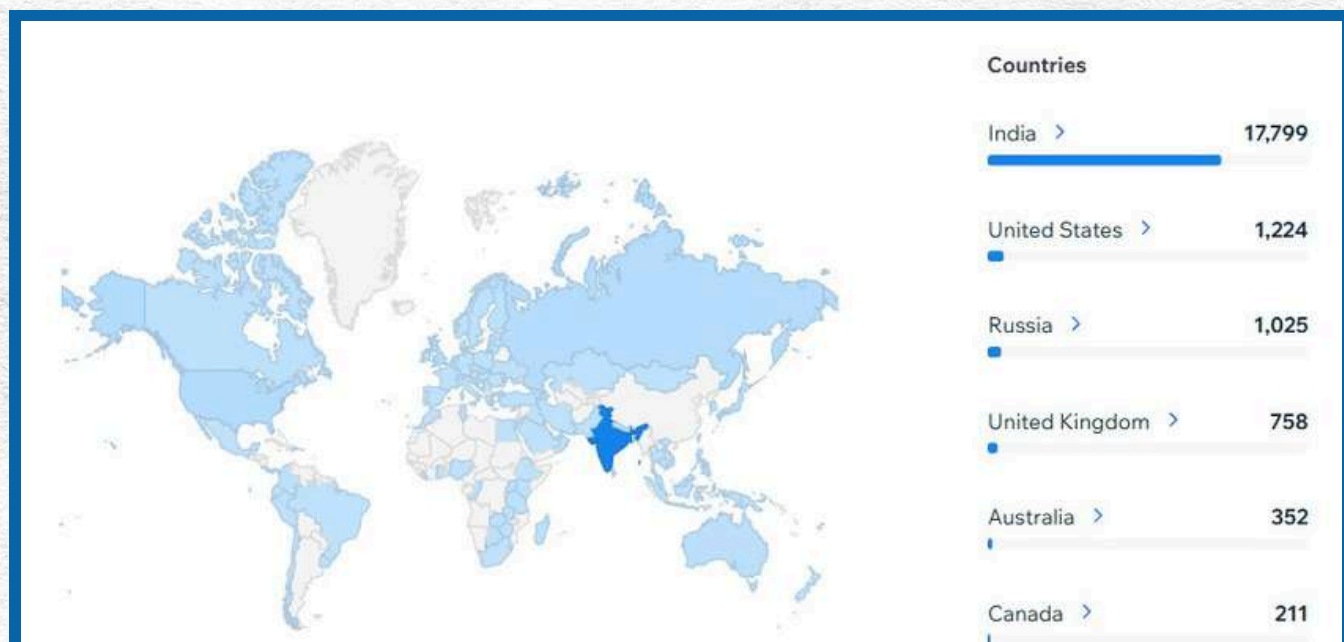 Countries
India > 17,799
United States > 1,224
Russia > 1,025
United Kingdom > 758
Australia > 352
Canada > 211